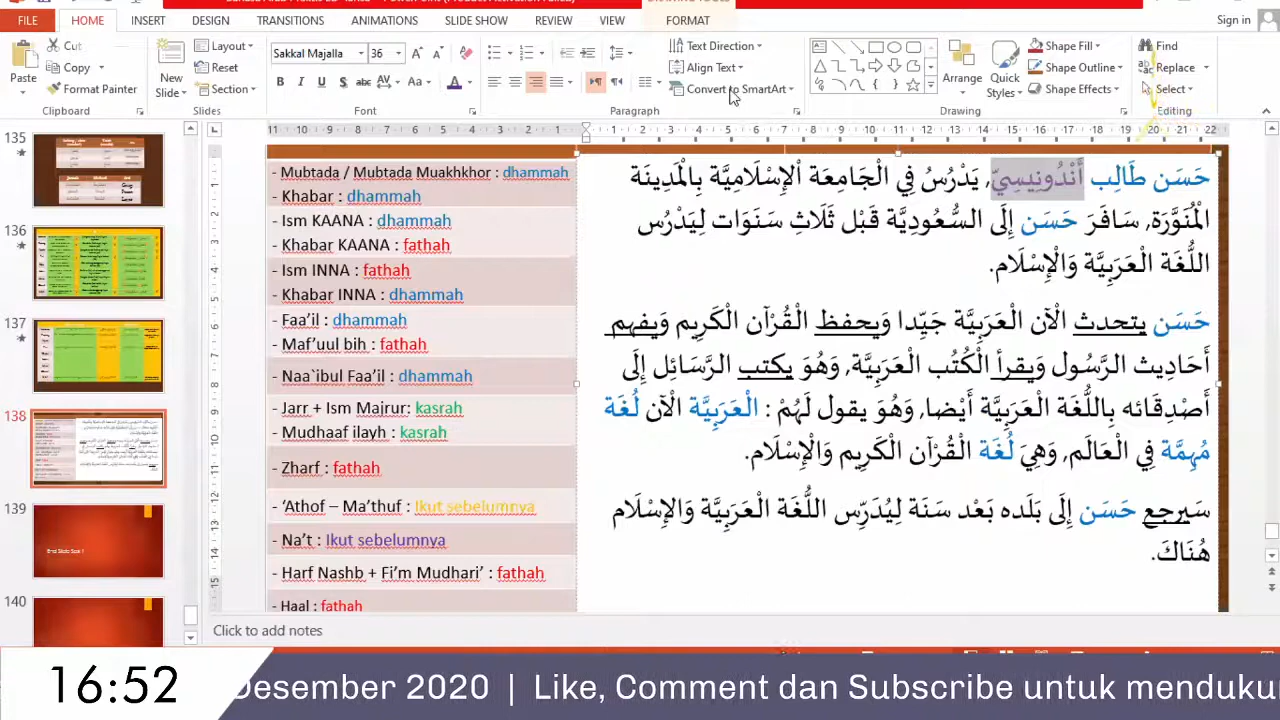 FILE HOME INSERT DESIGN TRANSITIONS ANIMATIONS SLIDE SHOW REVIEW VIEW FORMAT Sign in
Cut
Copy
Format Painter
Paste
Clipboard
New
Slide
Layout
Reset
Section
Slides
Sakkal Majalla 36
Font
Text Direction
Align Text
Convert to SmartArt
Paragraph
Arrange
Quick
Styles
Shape Fill
Shape Outline
Shape Effects
Drawing
Find
Replace
Select
Editing
135
136
137
138
139
140
- Mubtada / Mubtada Muakhkhor : dhammah
- Khabar : dhammah
- Ism KAANA : dhammah
- Khabar KAANA : fathah
- Ism INNA : fathah
- Khabar INNA : dhammah
- Faa'il : dhammah
- Maf'uul bih : fathah
- Naa`ibul Faa'il : dhammah
- Jarr + Ism Majrur: kasrah
- Mudhaaf ilayh : kasrah
- Zharf : fathah
- 'Athof – Ma'thuf : Ikut sebelumnya
- Na't : Ikut sebelumnya
- Harf Nashb + Fi'm Mudhari' : fathah
- Haal : fathah
حَسَن طَالِب أَنْدُونِيسِيّ, يَدْرُسُ فِي الْجَامِعَة الْإِسْلَامِيَّة بِالْمَدِينَة
الْمُنَوَّرَة, سَافَرَ حَسَن إِلَى السُّعُودِيَّة قَبْل ثَلَاثِ سَنَوَات لِيَدْرُس
اللُّغَة الْعَرَبِيَّة وَالْإِسْلَام.
حَسَن يتحدث الْآن الْعَرَبِيَّة جَيِّدا وَيحفظ الْقُرْآن الْكَرِيم وَيفهم
أَحَادِيث الرَّسُول وَيقرأ الْكُتُب الْعَرَبِيَّة, وَهُوَ يكتب الرَّسَائِل إِلَى
أَصْدِقَائه بِاللُّغَة الْعَرَبِيَّة أَيْضا, وَهُوَ يقول لَهُمْ : الْعَرَبِيَّة الْآن لُغَة
مُهِمَّة فِي الْعَالَم, وَهِيَ لُغَة الْقُرْآن الْكَرِيم وَالْإِسْلَام.
سَيرجع حَسَن إِلَى بَلَده بَعْد سَنَة لِيُدَرِّس اللُّغَة الْعَرَبِيَّة وَالإِسْلَام
هُنَاكَ.
Click to add notes
16:52
Desember 2020 | Like, Comment dan Subscribe untuk menduku